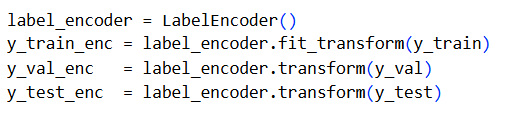 label_encoder = LabelEncoder()
y_train_enc = label_encoder.fit_transform(y_train)
y_val_enc   = label_encoder.transform(y_val)
y_test_enc  = label_encoder.transform(y_test)